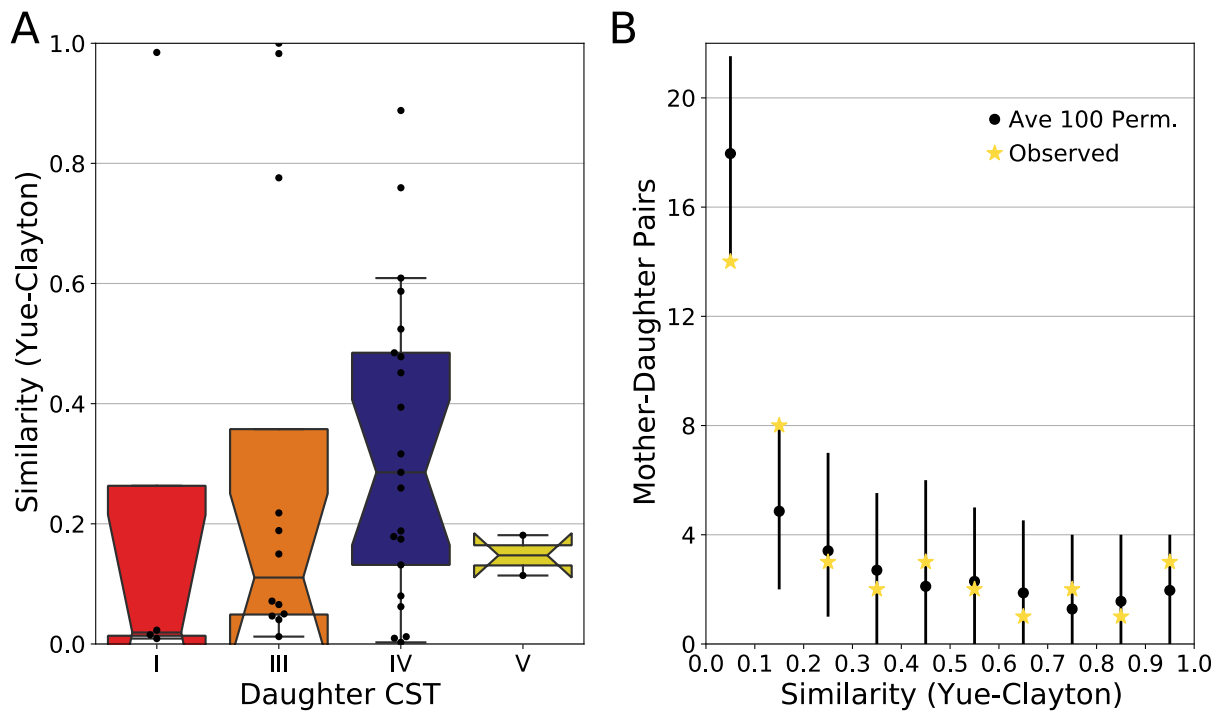 A
Similarity (Yue-Clayton)
1.0
0.8
0.6
0.4
0.2
0.0
I III IV V
Daughter CST
B
Mother-Daughter Pairs
20
16
12
8
4
0
Ave 100 Perm.
Observed
0.0 0.1 0.2 0.3 0.4 0.5 0.6 0.7 0.8 0.9 1.0
Similarity (Yue-Clayton)